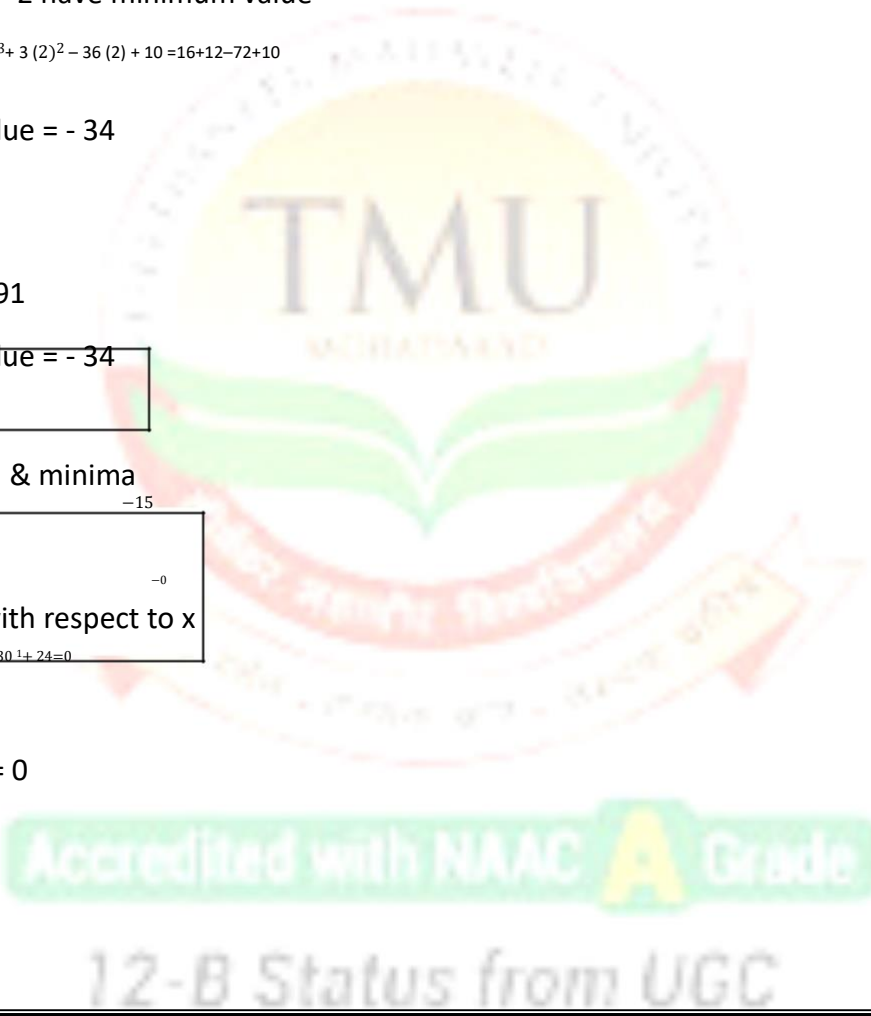 2 have minimum value
³+ 3 (2)² – 36 (2) + 10 =16+12–72+10
lue = - 34
91
lue = - 34
& minima
−15
−0
ith respect to x
30 ¹+ 24=0
= 0
TMU
MORADABAD
Accredited with NAAC A Grade
12-B Status from UGC